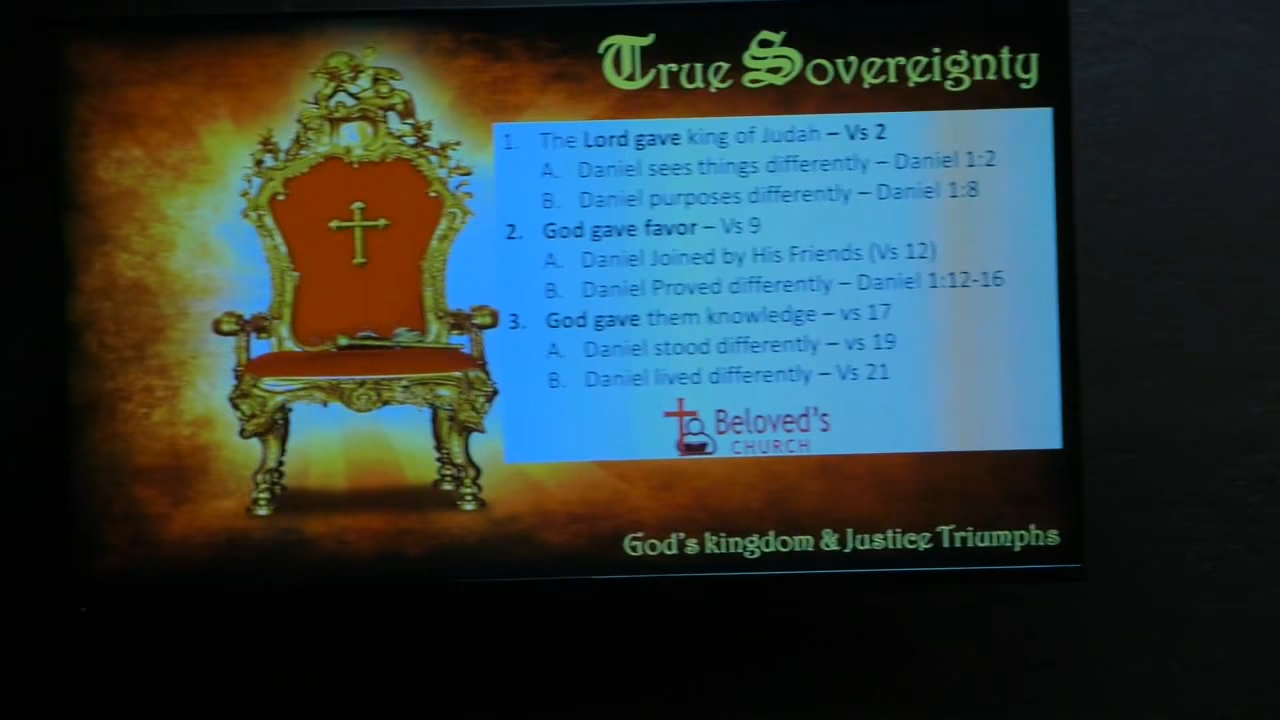 True Sovereignty
1. The Lord gave king of Judah – Vs 2
A. Daniel sees things differently – Daniel 1:2
B. Daniel purposes differently – Daniel 1:8
2. God gave favor – Vs 9
A. Daniel Joined by His Friends (Vs 12)
B. Daniel Proved differently – Daniel 1:12-16
3. God gave them knowledge – vs 17
A. Daniel stood differently – vs 19
B. Daniel lived differently – Vs 21
Beloved's
CHURCH
God's kingdom & Justice Triumphs